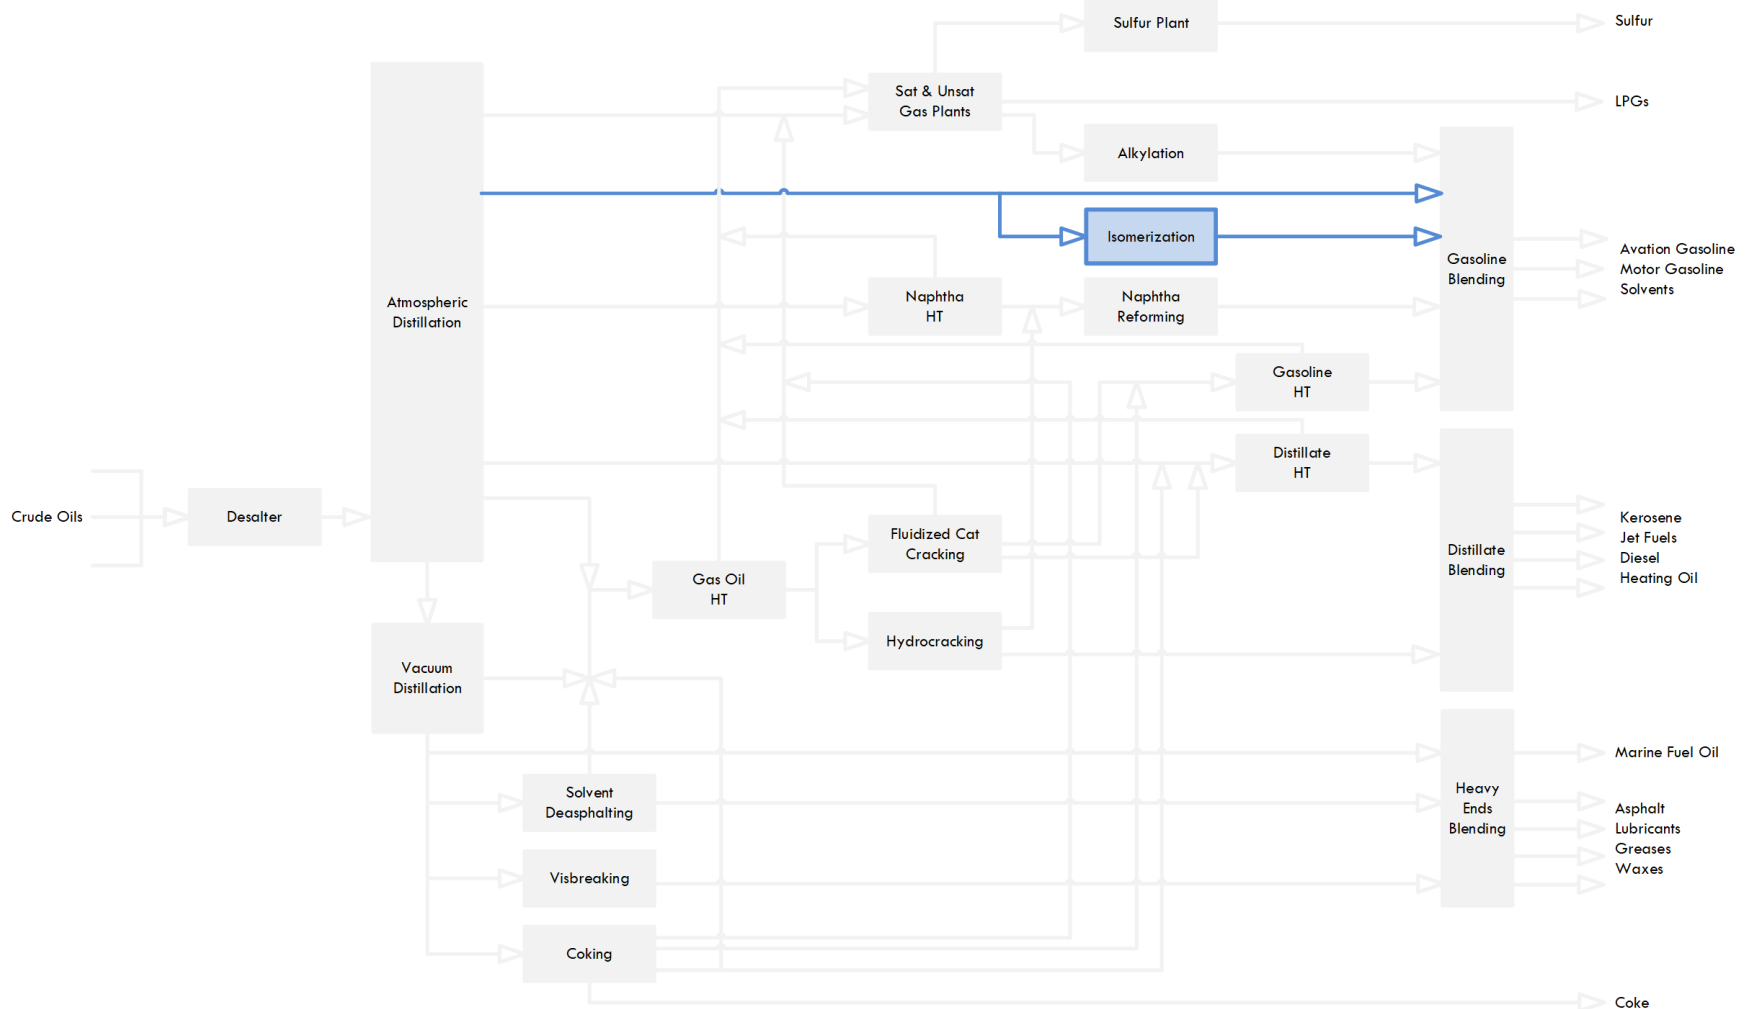 Sulfur Plant
Sulfur
Sat & Unsat
Gas Plants
LPGs
Alkylation
Isomerization
Gasoline
Blending
Avation Gasoline
Motor Gasoline
Solvents
Atmospheric
Distillation
Naphtha
HT
Naphtha
Reforming
Gasoline
HT
Distillate
HT
Crude Oils
Desalter
Fluidized Cat
Cracking
Gas Oil
HT
Hydrocracking
Distillate
Blending
Kerosene
Jet Fuels
Diesel
Heating Oil
Vacuum
Distillation
Solvent
Deasphalting
Visbreaking
Coking
Heavy
Ends
Blending
Marine Fuel Oil
Asphalt
Lubricants
Greases
Waxes
Coke